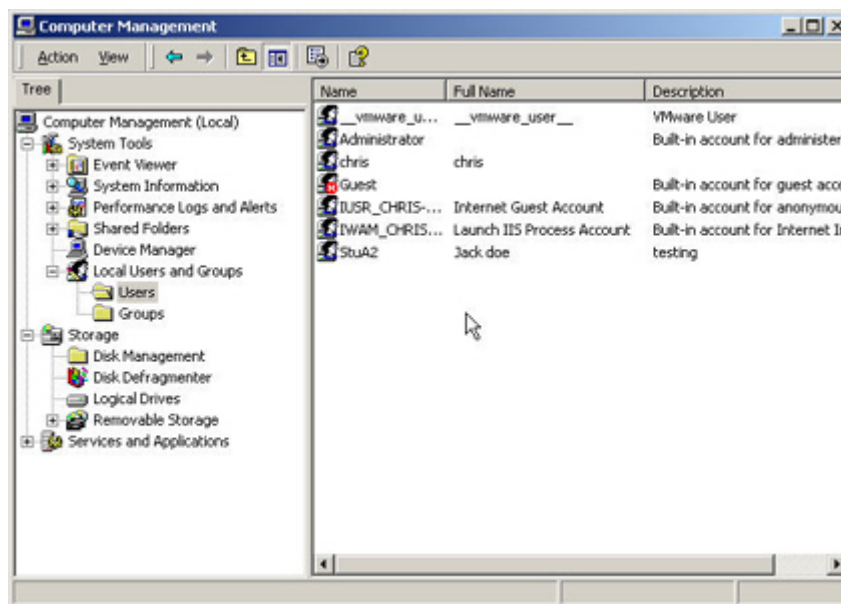 Computer Management
Action View
Tree
Computer Management (Local)
System Tools
Event Viewer
System Information
Performance Logs and Alerts
Shared Folders
Device Manager
Local Users and Groups
Users
Groups
Storage
Disk Management
Disk Defragmenter
Logical Drives
Removable Storage
Services and Applications
Name Full Name Description
__vmware_u... __vmware_user__ VMware User
Administrator Built-in account for administer
chris chris
Guest Built-in account for guest acco
IUSR_CHRIS-... Internet Guest Account Built-in account for anonymou
IWAM_CHRIS... Launch IIS Process Account Built-in account for Internet I
StuA2 Jack doe testing